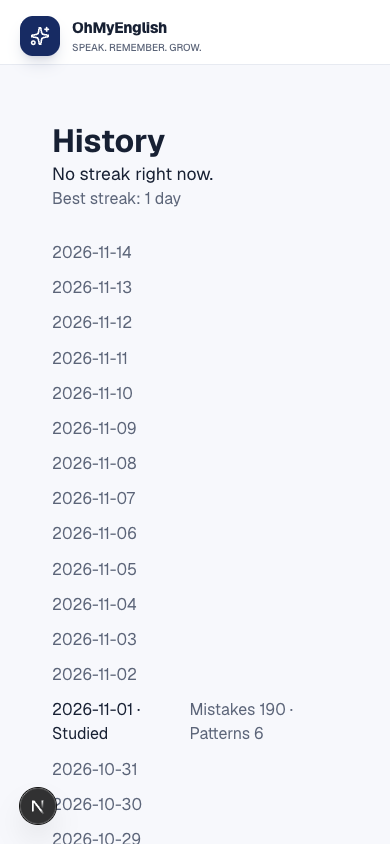 OhMyEnglish
SPEAK. REMEMBER. GROW.
History
No streak right now.
Best streak: 1 day
2026-11-14
2026-11-13
2026-11-12
2026-11-11
2026-11-10
2026-11-09
2026-11-08
2026-11-07
2026-11-06
2026-11-05
2026-11-04
2026-11-03
2026-11-02
2026-11-01 ·
Studied
Mistakes 190 ·
Patterns 6
2026-10-31
N
2026-10-30
2026-10-29